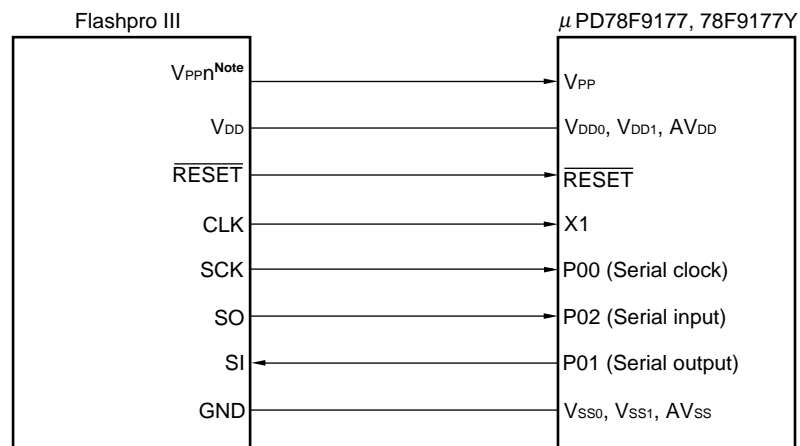 Flashpro III
μPD78F9177, 78F9177Y
VPPnNote
VPP
VDD
VDD0, VDD1, AVDD
RESET
RESET
CLK
X1
SCK
P00 (Serial clock)
SO
P02 (Serial input)
SI
P01 (Serial output)
GND
VSS0, VSS1, AVSS